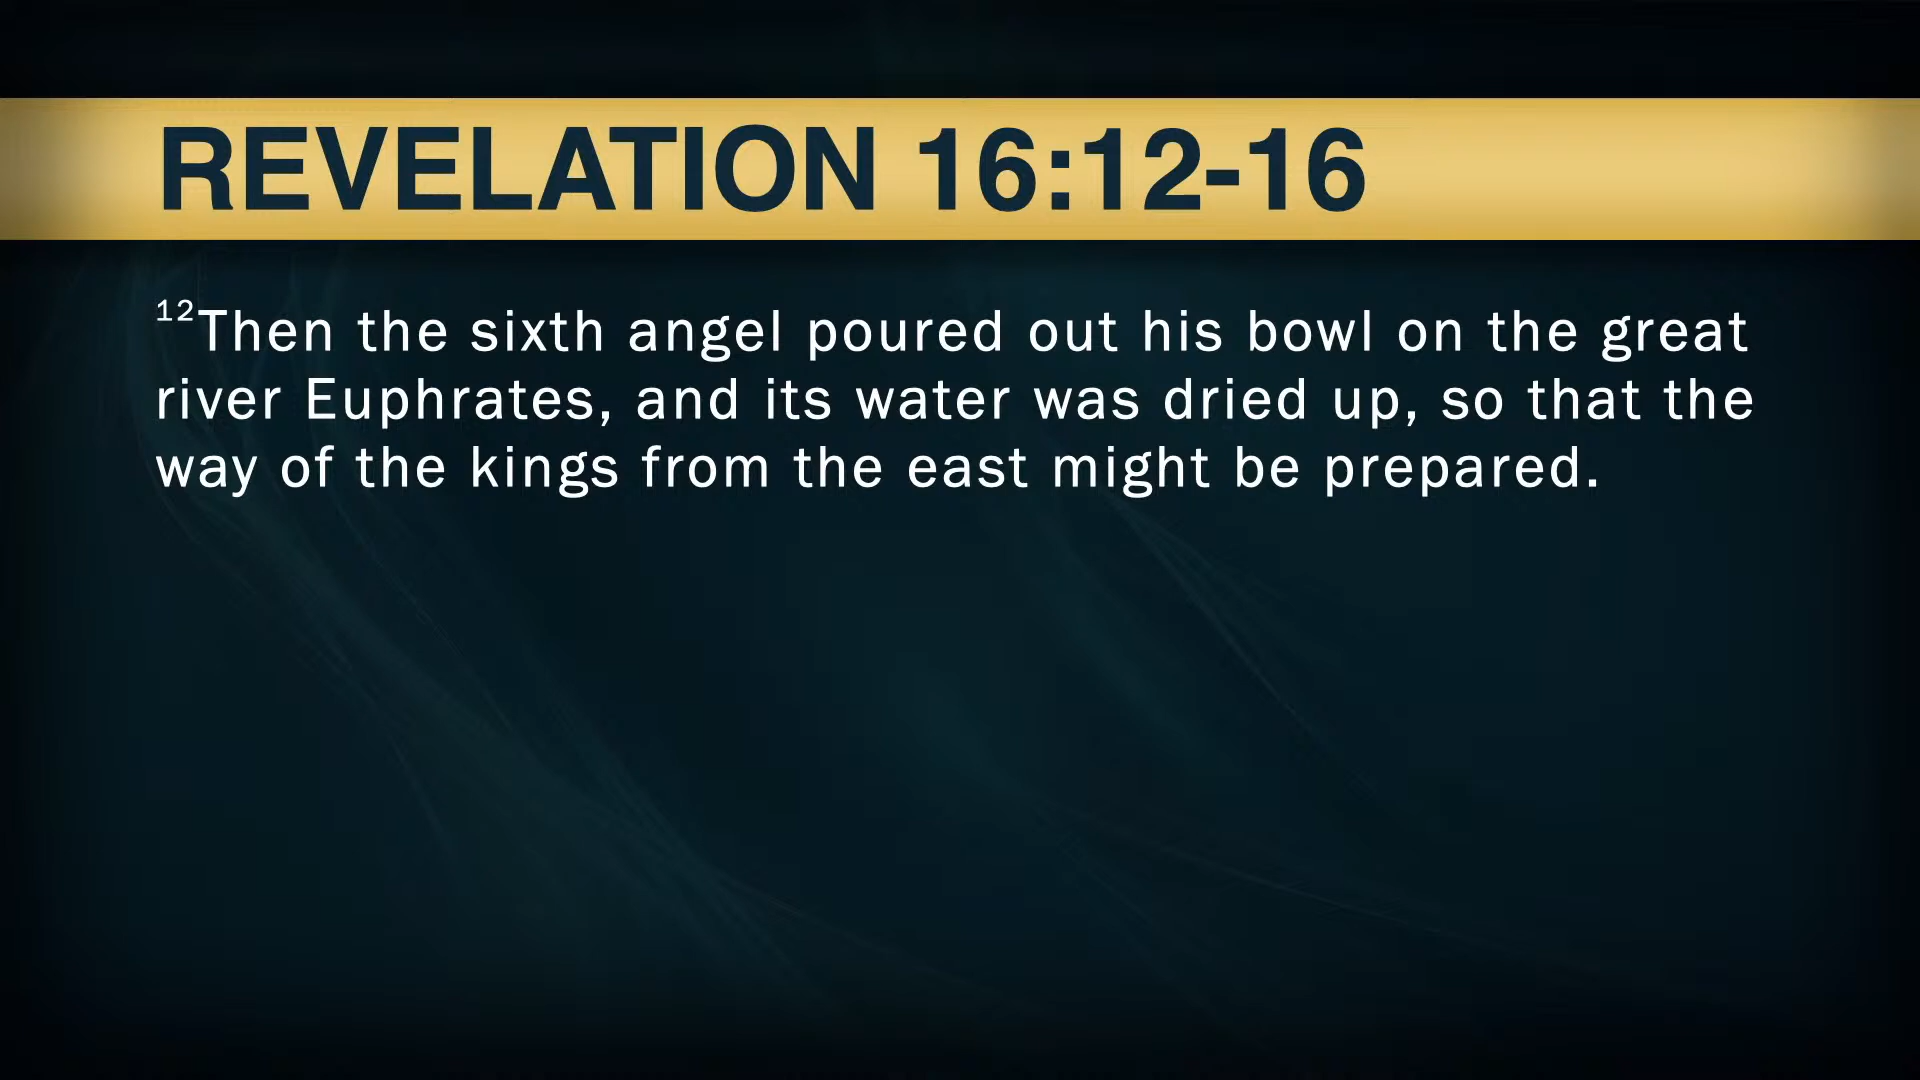 REVELATION 16:12-16
12Then the sixth angel poured out his bowl on the great
river Euphrates, and its water was dried up, so that the
way of the kings from the east might be prepared.